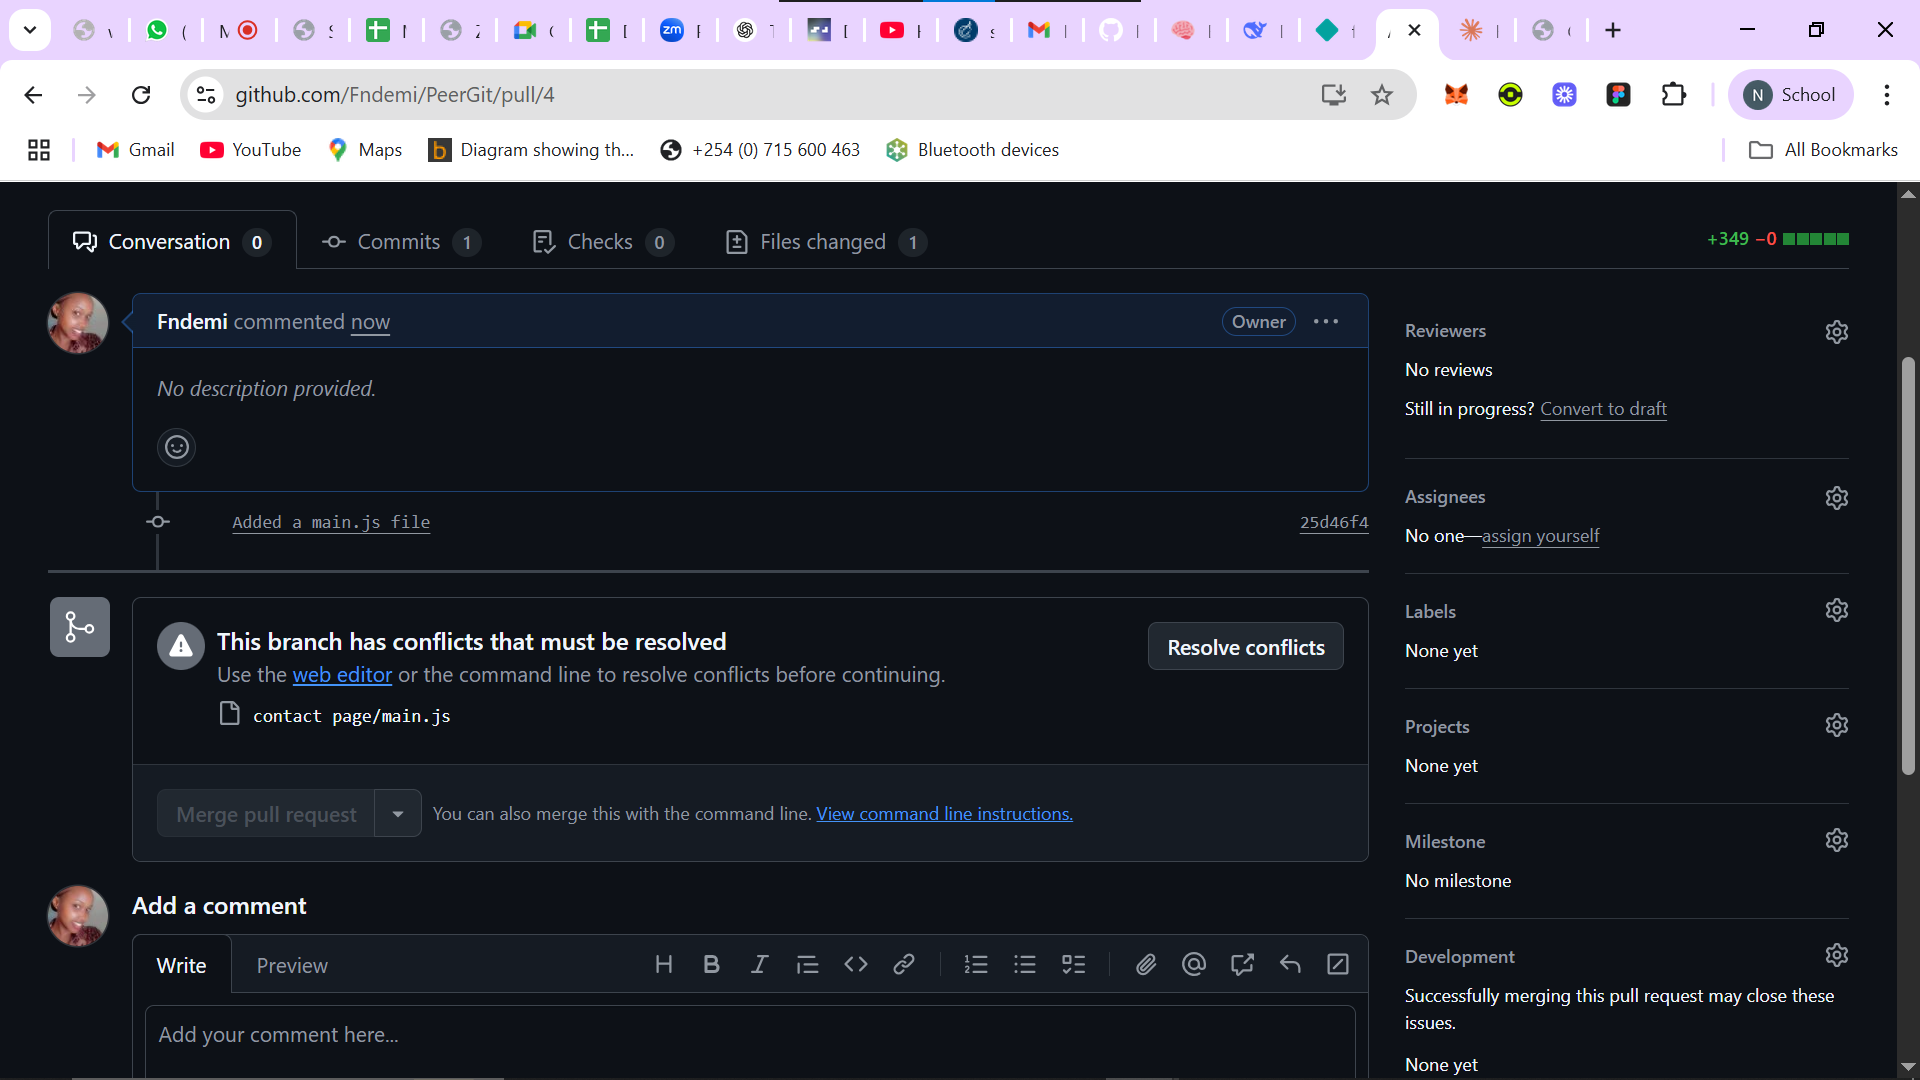 github.com/Fndemi/PeerGit/pull/4
N School
Gmail
YouTube
Maps
Diagram showing th...
+254 (0) 715 600 463
Bluetooth devices
All Bookmarks
Conversation 0
Commits 1
Checks 0
Files changed 1
+349 −0
Fndemi commented now
Owner
No description provided.
Added a main.js file
25d46f4
This branch has conflicts that must be resolved
Use the web editor or the command line to resolve conflicts before continuing.
contact page/main.js
Resolve conflicts
Merge pull request
You can also merge this with the command line. View command line instructions.
Add a comment
Write
Preview
Add your comment here...
Reviewers
No reviews
Still in progress? Convert to draft
Assignees
No one—assign yourself
Labels
None yet
Projects
None yet
Milestone
No milestone
Development
Successfully merging this pull request may close these
issues.
None yet